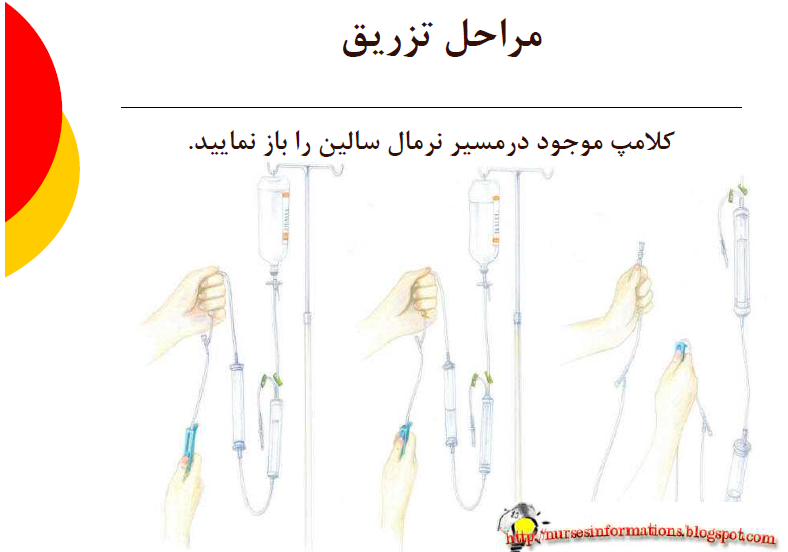 مراحل تزریق
کلامپ موجود درمسیر نرمال سالین را باز نمایید.
http://nursesinformations.blogspot.com